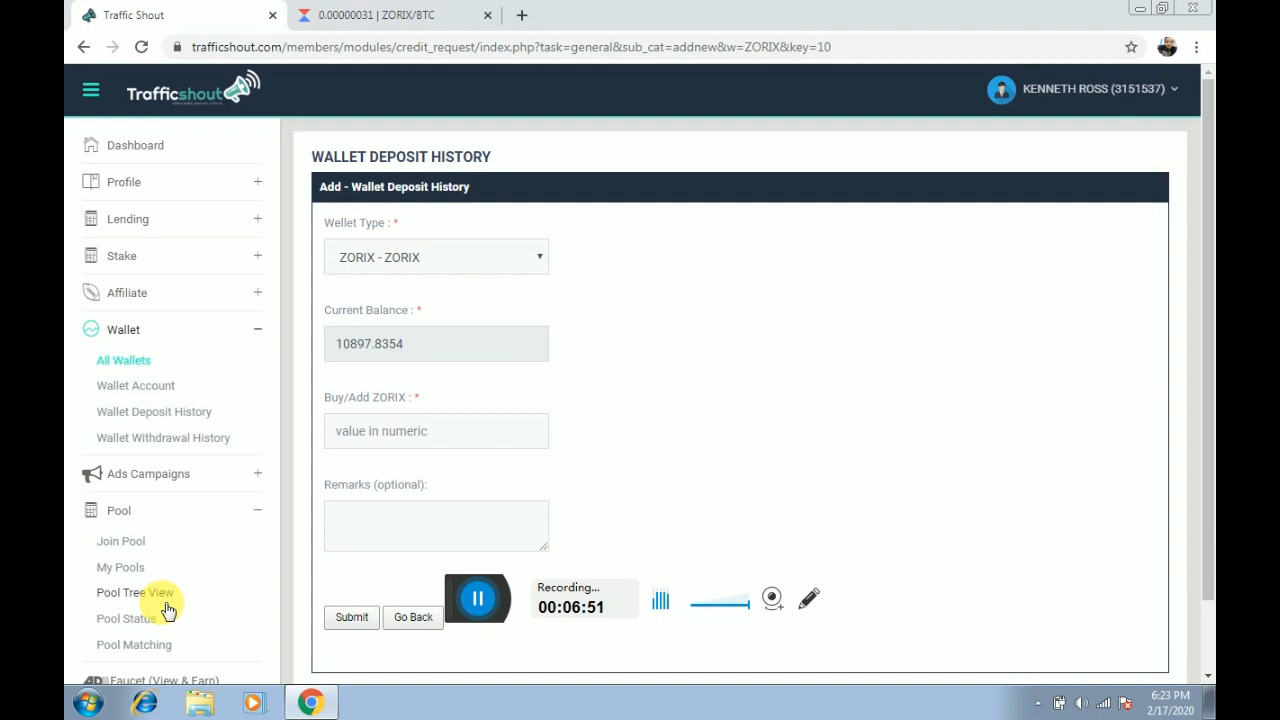 Traffic Shout
0.00000031 | ZORIX/BTC
trafficshout.com/members/modules/credit_request/index.php?task=general&sub_cat=addnew&w=ZORIX&key=10
Trafficshout
KENNETH ROSS (3151537)
Dashboard
Profile
Lending
Stake
Affiliate
Wallet
All Wallets
Wallet Account
Wallet Deposit History
Wallet Withdrawal History
Ads Campaigns
Pool
Join Pool
My Pools
Pool Tree View
Pool Status
Pool Matching
Faucet (View & Earn)
WALLET DEPOSIT HISTORY
Add - Wallet Deposit History
Wellet Type : *
ZORIX - ZORIX
Current Balance : *
10897.8354
Buy/Add ZORIX : *
value in numeric
Remarks (optional):
Submit
Go Back
Recording...
00:06:51
6:23 PM
2/17/2020